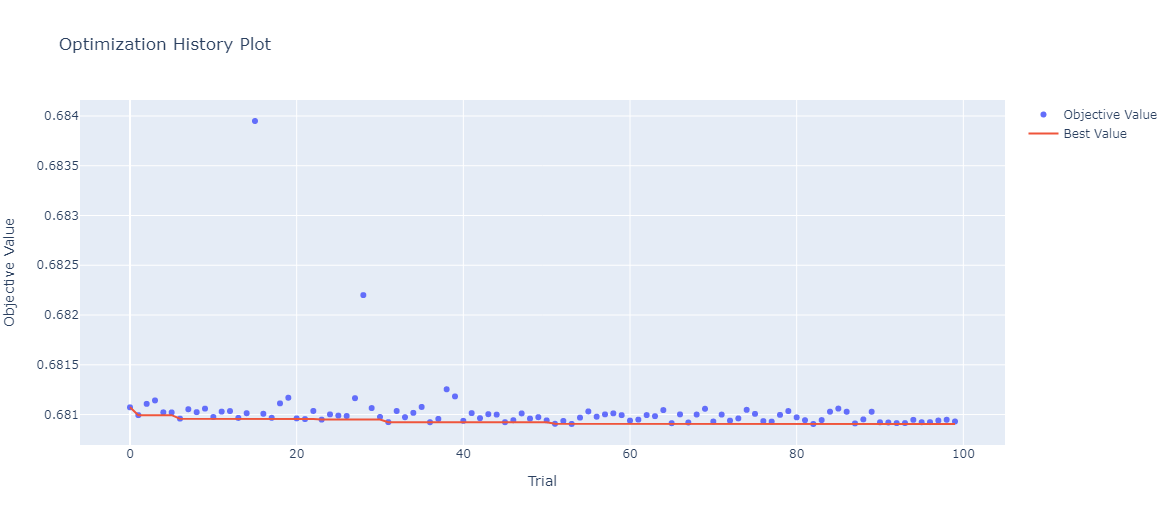 Optimization History Plot
Objective Value
Best Value
0.684
0.6835
0.683
0.6825
0.682
0.6815
0.681
Objective Value
0 20 40 60 80 100
Trial